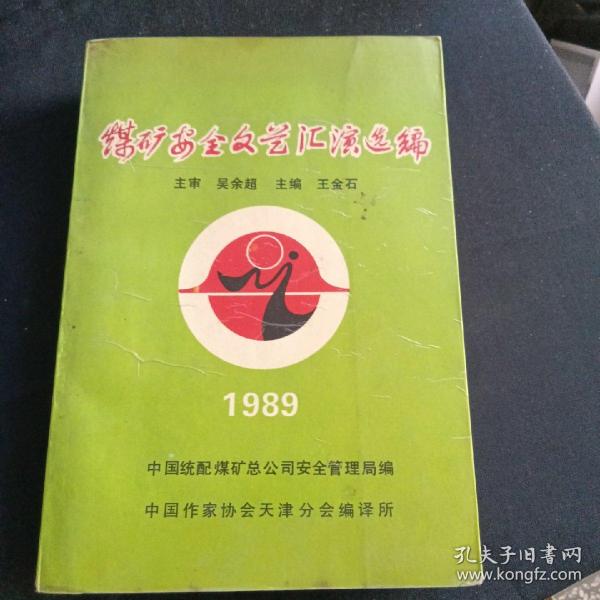 煤矿安全文艺汇演选编
主审 吴余超 主编 王金石
1989
中国统配煤矿总公司安全管理局编
中国作家协会天津分会编译所
孔夫子旧书网
www.kongfz.com